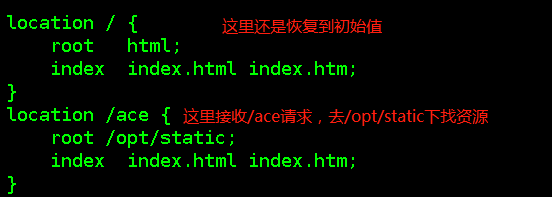 location / {    这里还是恢复到初始值
    root   html;
    index  index.html index.htm;
}
location /ace {  这里接收/ace请求，去/opt/static下找资源
    root /opt/static;
    index  index.html index.htm;
}